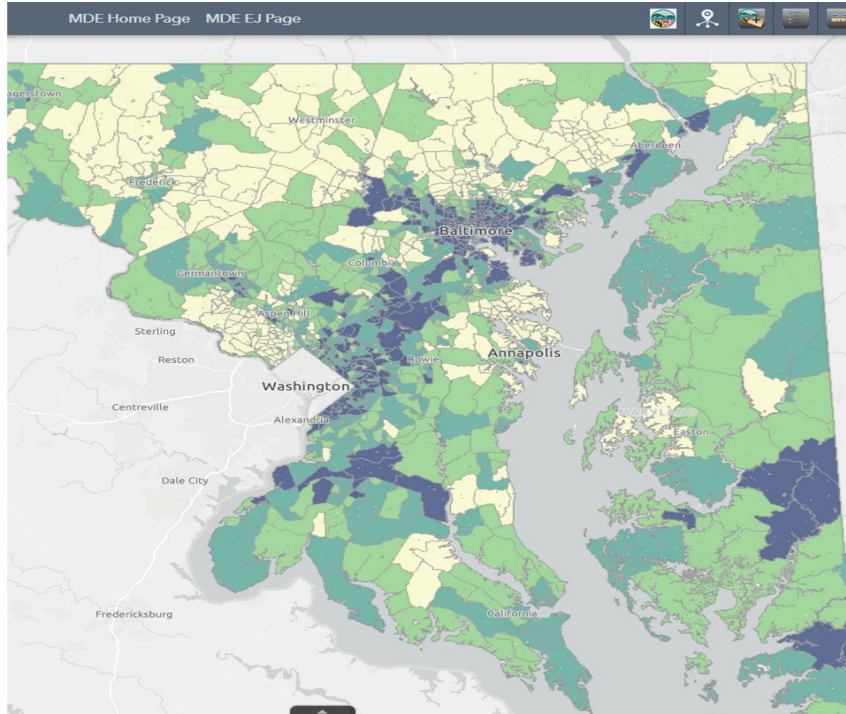 MDE Home Page MDE EJ Page
agerstown
Westminster
Aberdeen
Frederick
Baltimore
Columbia
Germantown
Aspen Hill
Sterling
Reston
Bowie
Annapolis
Washington
Centreville
Alexandria
MARYLAND
Easton
Dale City
Fredericksburg
California